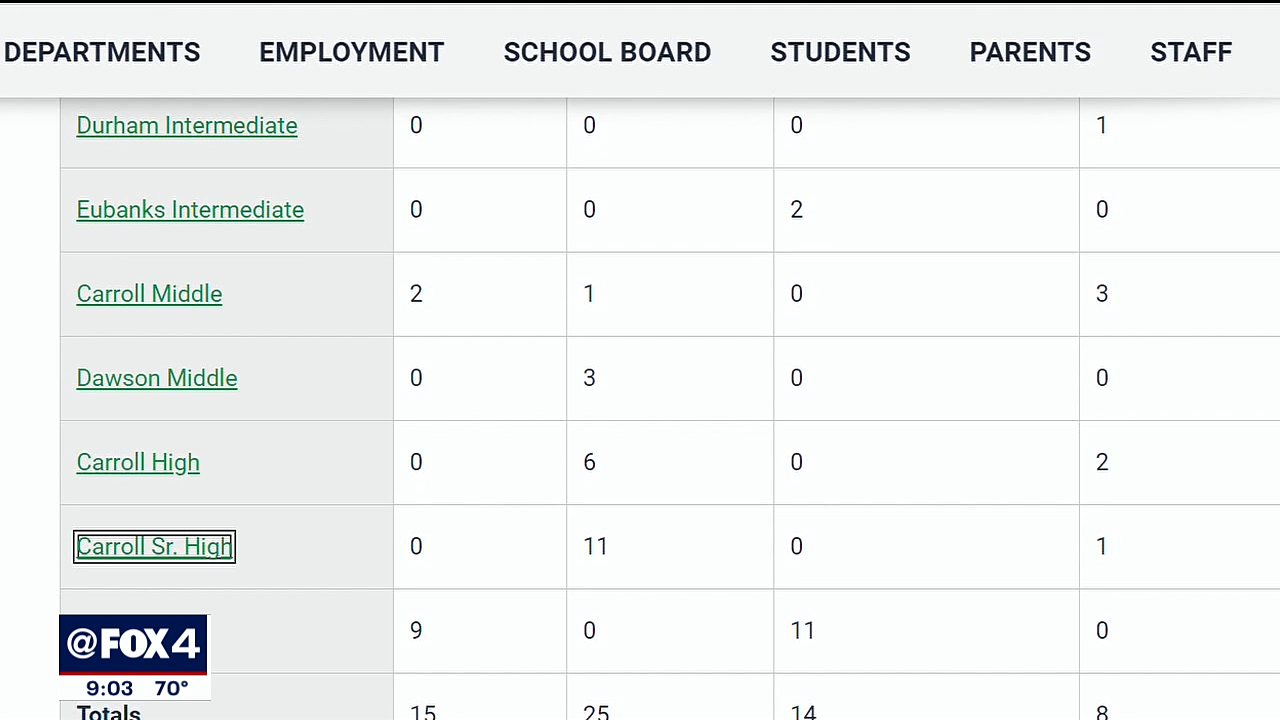 DEPARTMENTS EMPLOYMENT SCHOOL BOARD STUDENTS PARENTS STAFF
Durham Intermediate 0 0 0 1
Eubanks Intermediate 0 0 2 0
Carroll Middle 2 1 0 3
Dawson Middle 0 3 0 0
Carroll High 0 6 0 2
Carroll Sr. High 0 11 0 1
9 0 11 0
@FOX4
9:03 70°
Totals 15 25 14 8